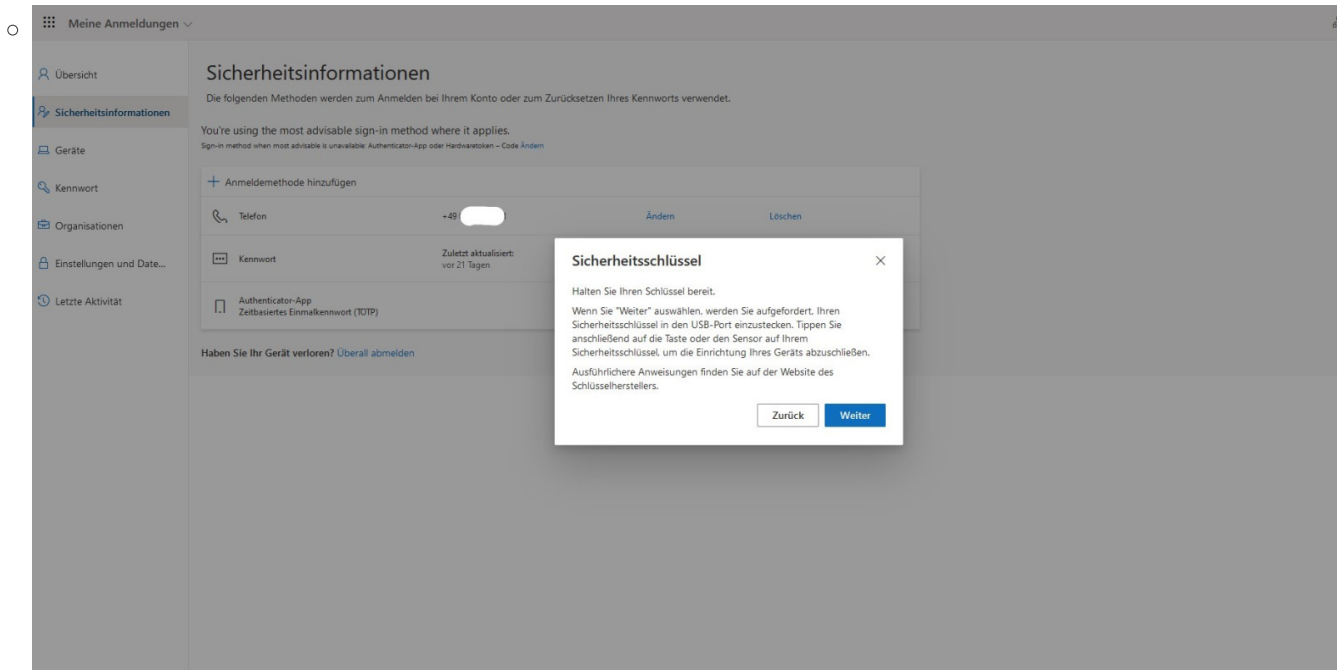 Meine Anmeldungen
Übersicht
Sicherheitsinformationen
Geräte
Kennwort
Organisationen
Einstellungen und Date...
Letzte Aktivität
Sicherheitsinformationen
Die folgenden Methoden werden zum Anmelden bei Ihrem Konto oder zum Zurücksetzen Ihres Kennworts verwendet.
You're using the most advisable sign-in method where it applies.
Sign-in method when most advisable is unavailable: Authenticator-App oder Hardwaretoken – Code Ändern
+ Anmeldemethode hinzufügen
Telefon +49 Ändern Löschen
Kennwort Zuletzt aktualisiert:
vor 21 Tagen
Authenticator-App
Zeitbasiertes Einmalkennwort (TOTP)
Haben Sie Ihr Gerät verloren? Überall abmelden
Sicherheitsschlüssel
Halten Sie Ihren Schlüssel bereit.
Wenn Sie "Weiter" auswählen, werden Sie aufgefordert, Ihren
Sicherheitsschlüssel in den USB-Port einzustecken. Tippen Sie
anschließend auf die Taste oder den Sensor auf Ihrem
Sicherheitsschlüssel, um die Einrichtung Ihres Geräts abzuschließen.
Ausführlichere Anweisungen finden Sie auf der Website des
Schlüsselherstellers.
Zurück Weiter